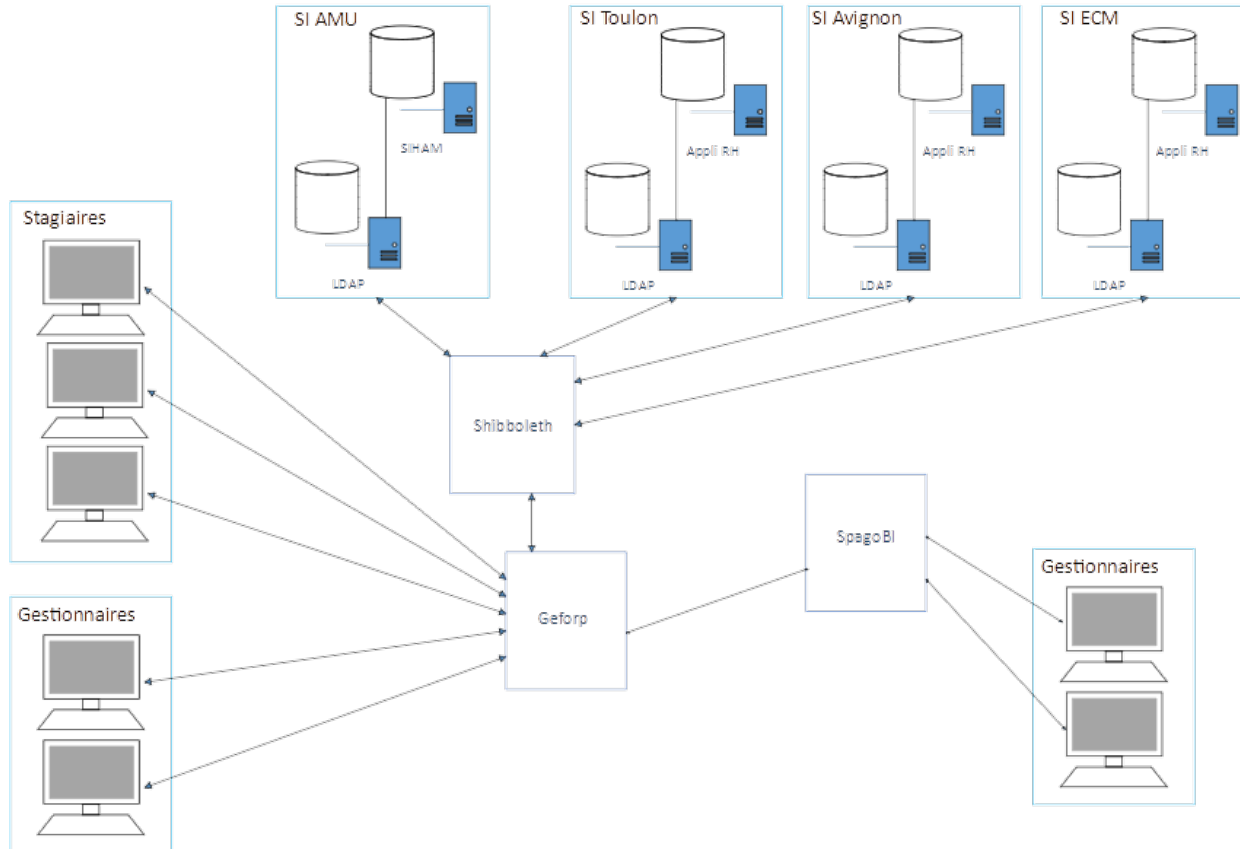 SI AMU
SI Toulon
SI Avignon
SI ECM
SIHAM
Appli RH
Appli RH
Appli RH
LDAP
LDAP
LDAP
LDAP
Stagiaires
Shibboleth
SpagoBI
Geforp
Gestionnaires
Gestionnaires